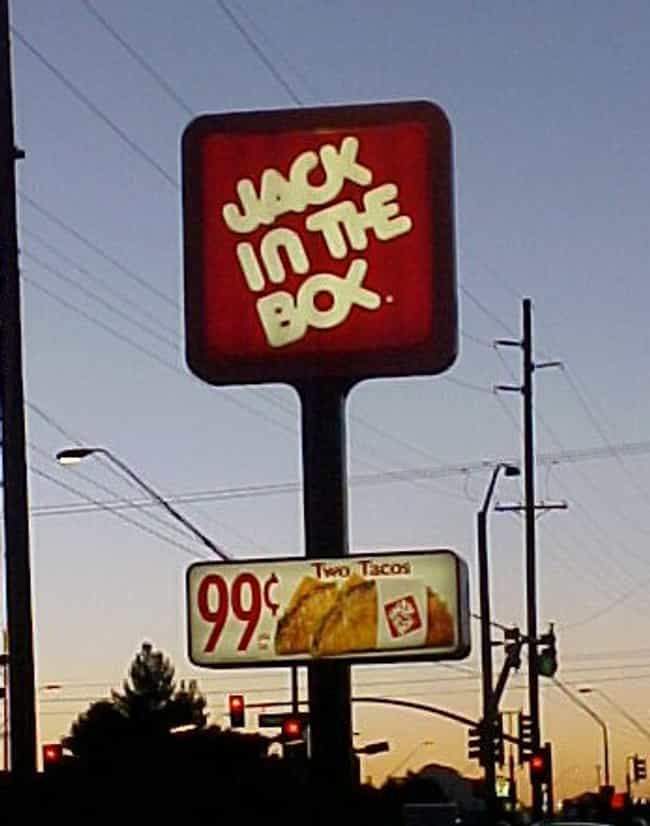 JACK
IN THE
BOX.
Two Tacos
99¢